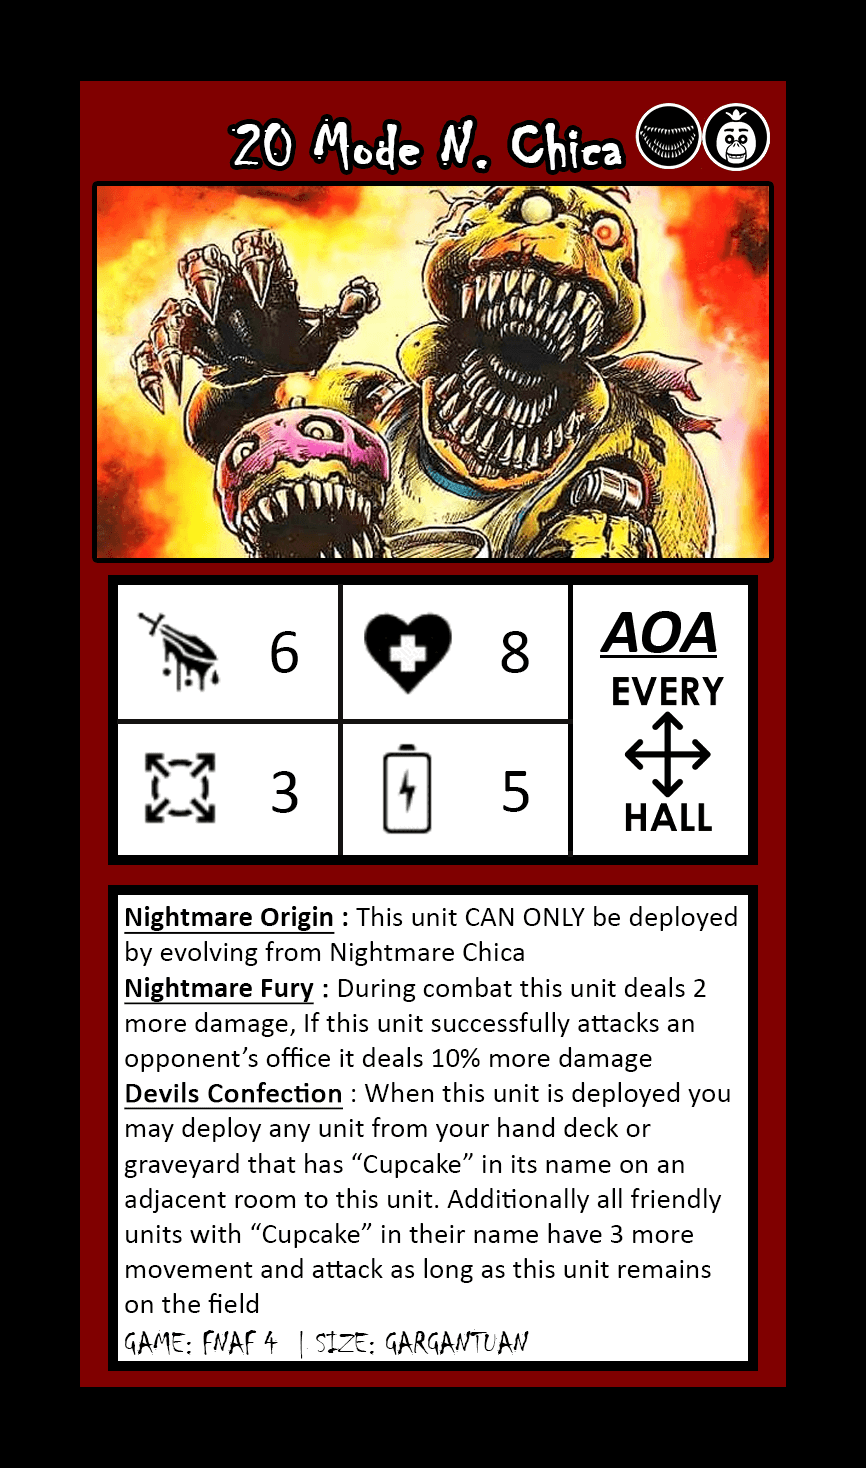 20 Mode N. Chica
6
8
3
5
AOA
EVERY
HALL
Nightmare Origin : This unit CAN ONLY be deployed
by evolving from Nightmare Chica
Nightmare Fury : During combat this unit deals 2
more damage, If this unit successfully attacks an
opponent’s office it deals 10% more damage
Devils Confection : When this unit is deployed you
may deploy any unit from your hand deck or
graveyard that has “Cupcake” in its name on an
adjacent room to this unit. Additionally all friendly
units with “Cupcake” in their name have 3 more
movement and attack as long as this unit remains
on the field
GAME: FNAF 4 | SIZE: GARGANTUAN